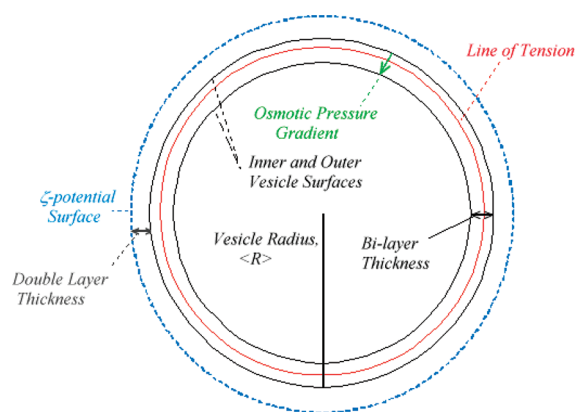 Line of Tension
Osmotic Pressure
Gradient
Inner and Outer
Vesicle Surfaces
ζ-potential
Surface
Vesicle Radius,
<R>
Bi-layer
Thickness
Double Layer
Thickness